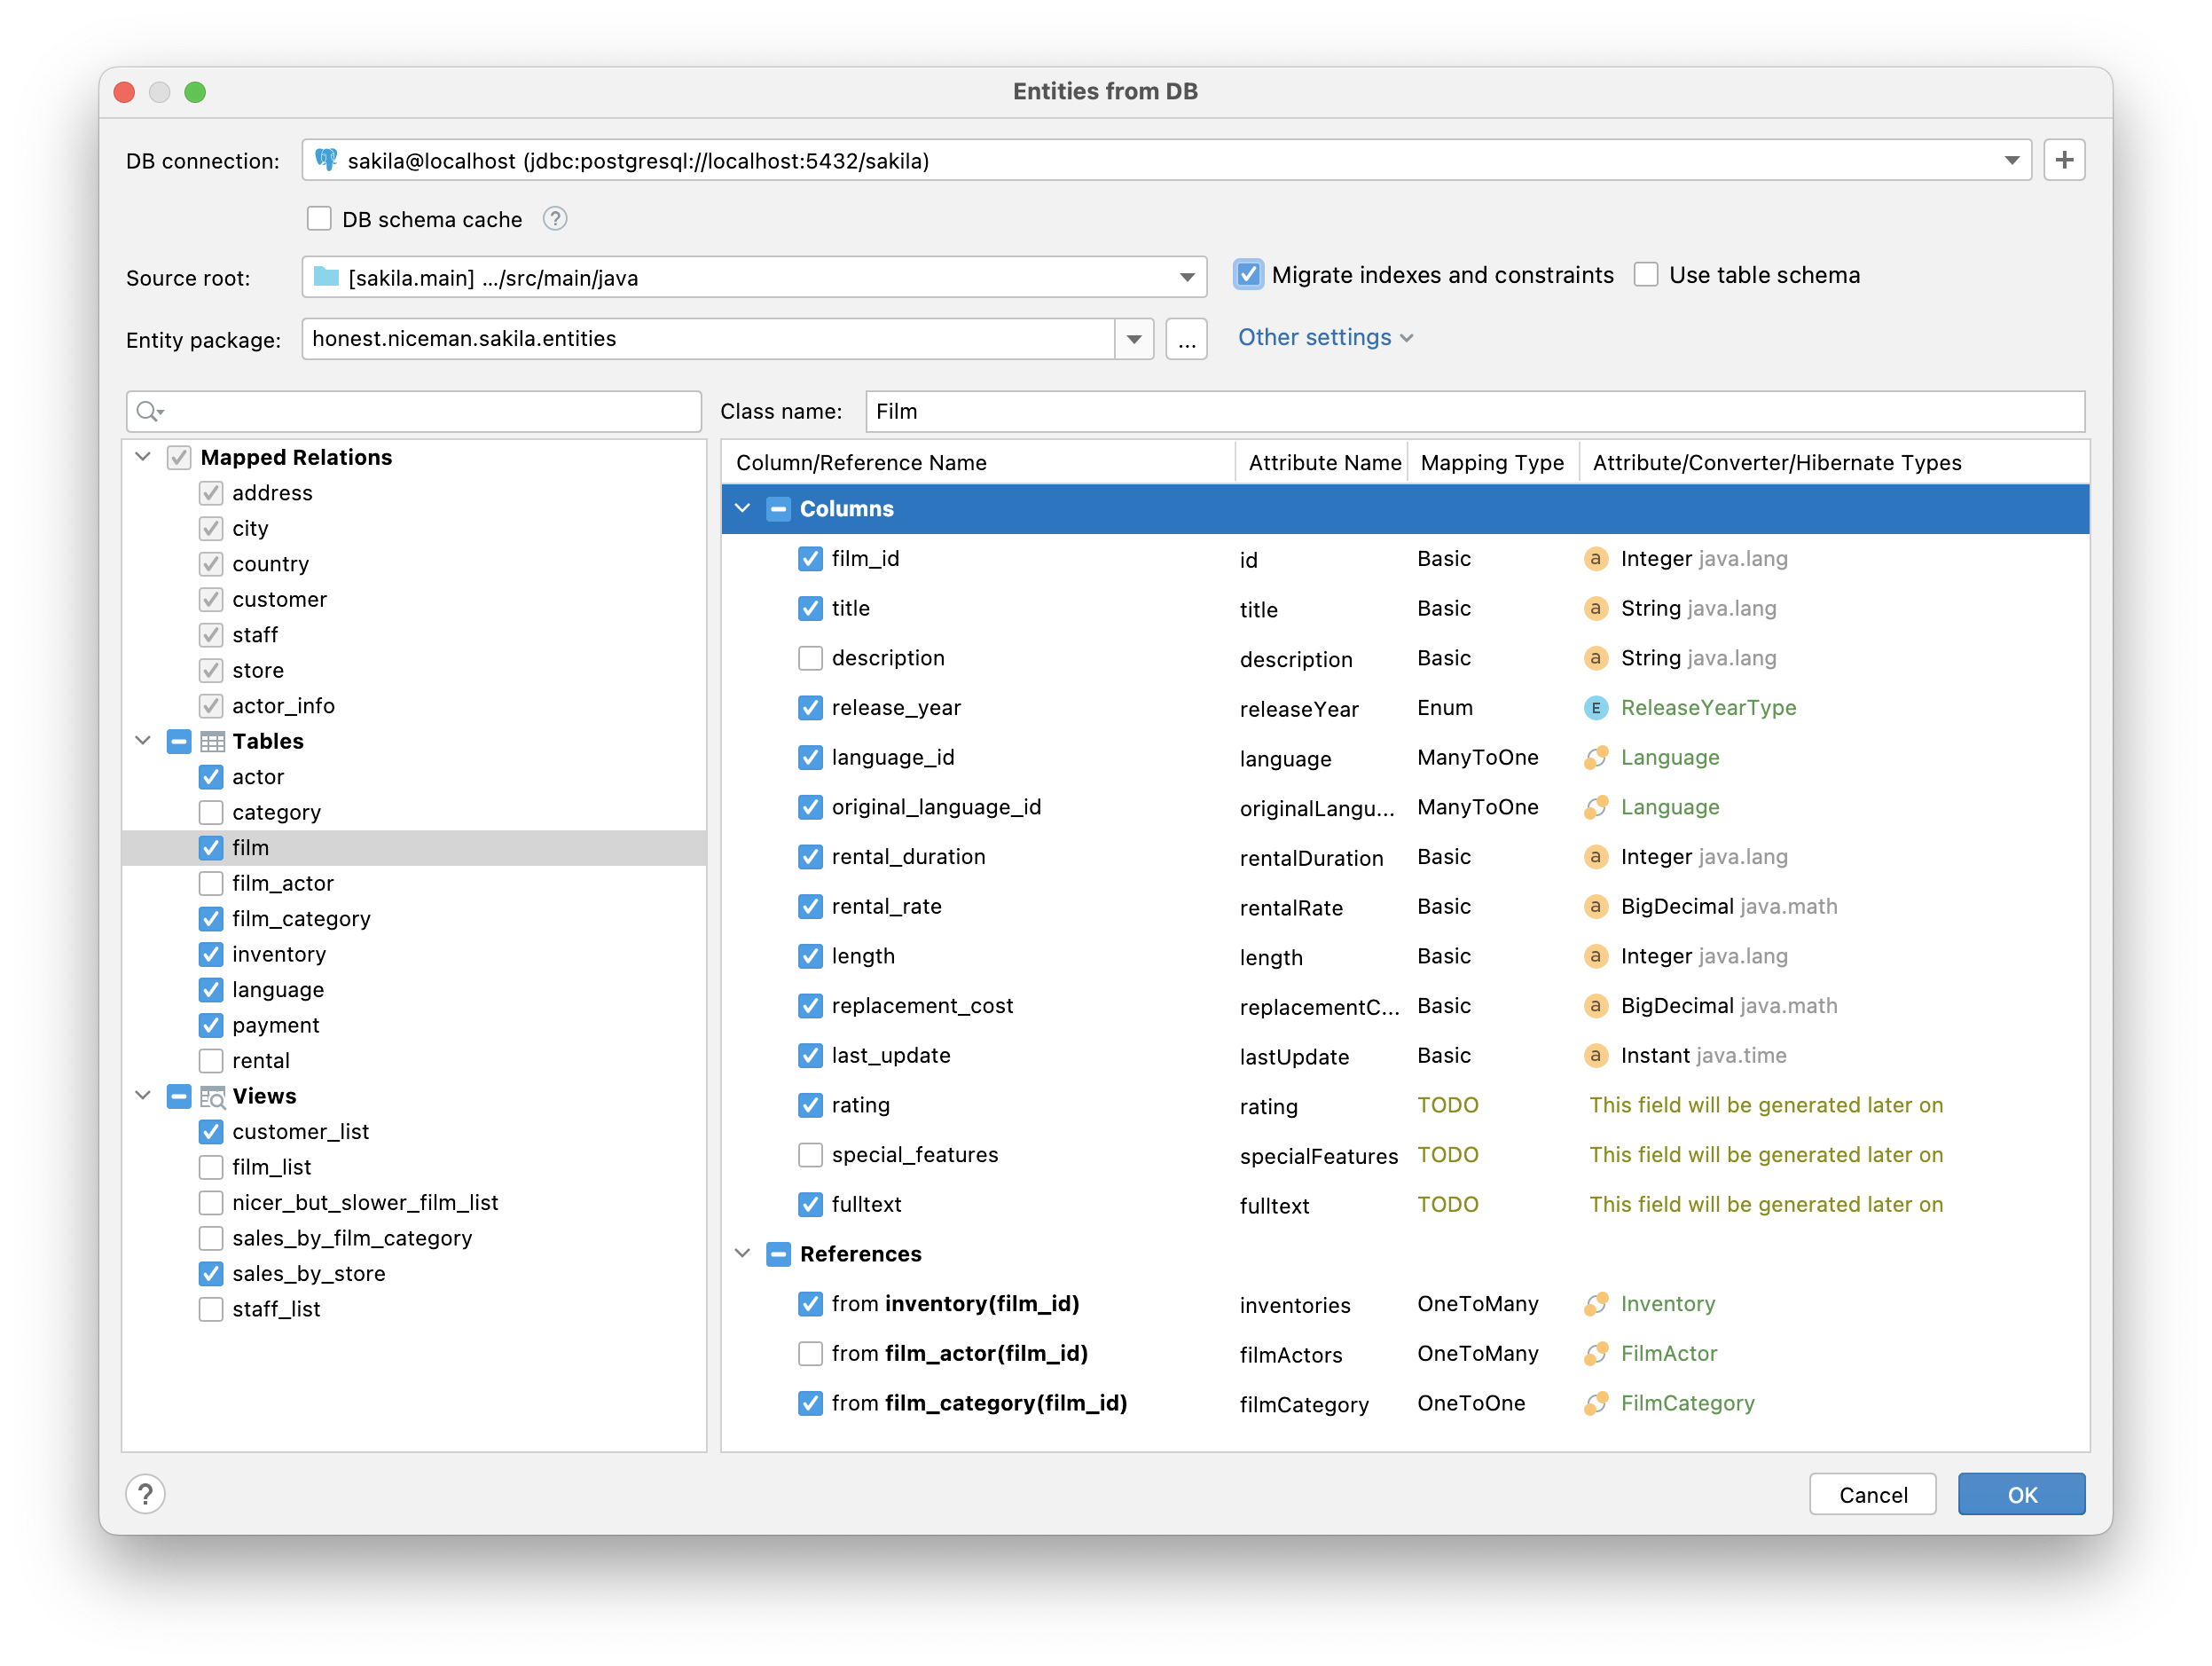 Entities from DB
DB connection: sakila@localhost (jdbc:postgresql://localhost:5432/sakila)
DB schema cache ?
Source root: [sakila.main] .../src/main/java Migrate indexes and constraints Use table schema
Entity package: honest.niceman.sakila.entities ... Other settings
Class name: Film
Mapped Relations
address
city
country
customer
staff
store
actor_info
Tables
actor
category
film
film_actor
film_category
inventory
language
payment
rental
Views
customer_list
film_list
nicer_but_slower_film_list
sales_by_film_category
sales_by_store
staff_list
Column/Reference Name Attribute Name Mapping Type Attribute/Converter/Hibernate Types
Columns
film_id id Basic a Integer java.lang
title title Basic a String java.lang
description description Basic a String java.lang
release_year releaseYear Enum E ReleaseYearType
language_id language ManyToOne Language
original_language_id originalLangu... ManyToOne Language
rental_duration rentalDuration Basic a Integer java.lang
rental_rate rentalRate Basic a BigDecimal java.math
length length Basic a Integer java.lang
replacement_cost replacementC... Basic a BigDecimal java.math
last_update lastUpdate Basic a Instant java.time
rating rating TODO This field will be generated later on
special_features specialFeatures TODO This field will be generated later on
fulltext fulltext TODO This field will be generated later on
References
from inventory(film_id) inventories OneToMany Inventory
from film_actor(film_id) filmActors OneToMany FilmActor
from film_category(film_id) filmCategory OneToOne FilmCategory
? Cancel OK